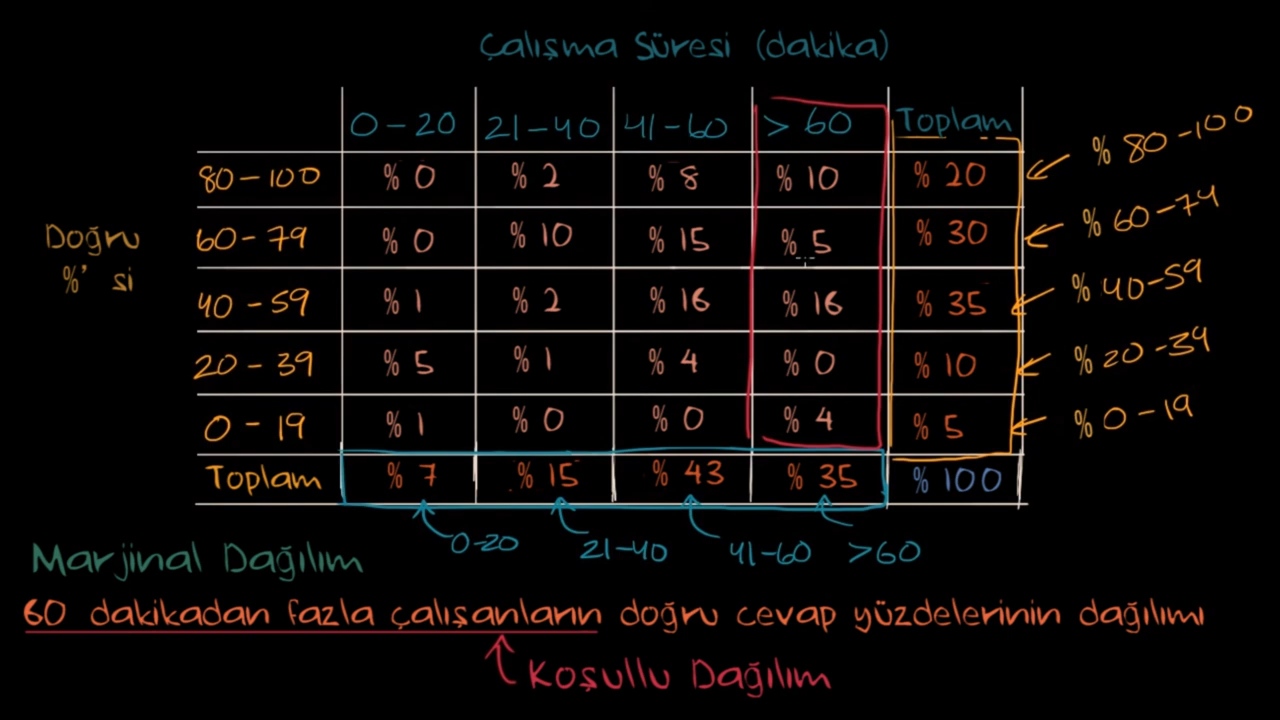 Çalışma Süresi (dakika)
0-20 21-40 41-60 > 60 Toplam
80-100 % 0 % 2 % 8 % 10 % 20 % 80-100
60-79 % 0 % 10 % 15 % 5 % 30 % 60-79
Doğru
%' si
40-59 % 1 % 2 % 16 % 16 % 35 % 40-59
20-39 % 5 % 1 % 4 % 0 % 10 % 20-39
0-19 % 1 % 0 % 0 % 4 % 5 % 0-19
Toplam % 7 % 15 % 43 % 35 % 100
0-20 21-40 41-60 >60
Marjinal Dağılım
60 dakikadan fazla çalışanların doğru cevap yüzdelerinin dağılımı
Koşullu Dağılım